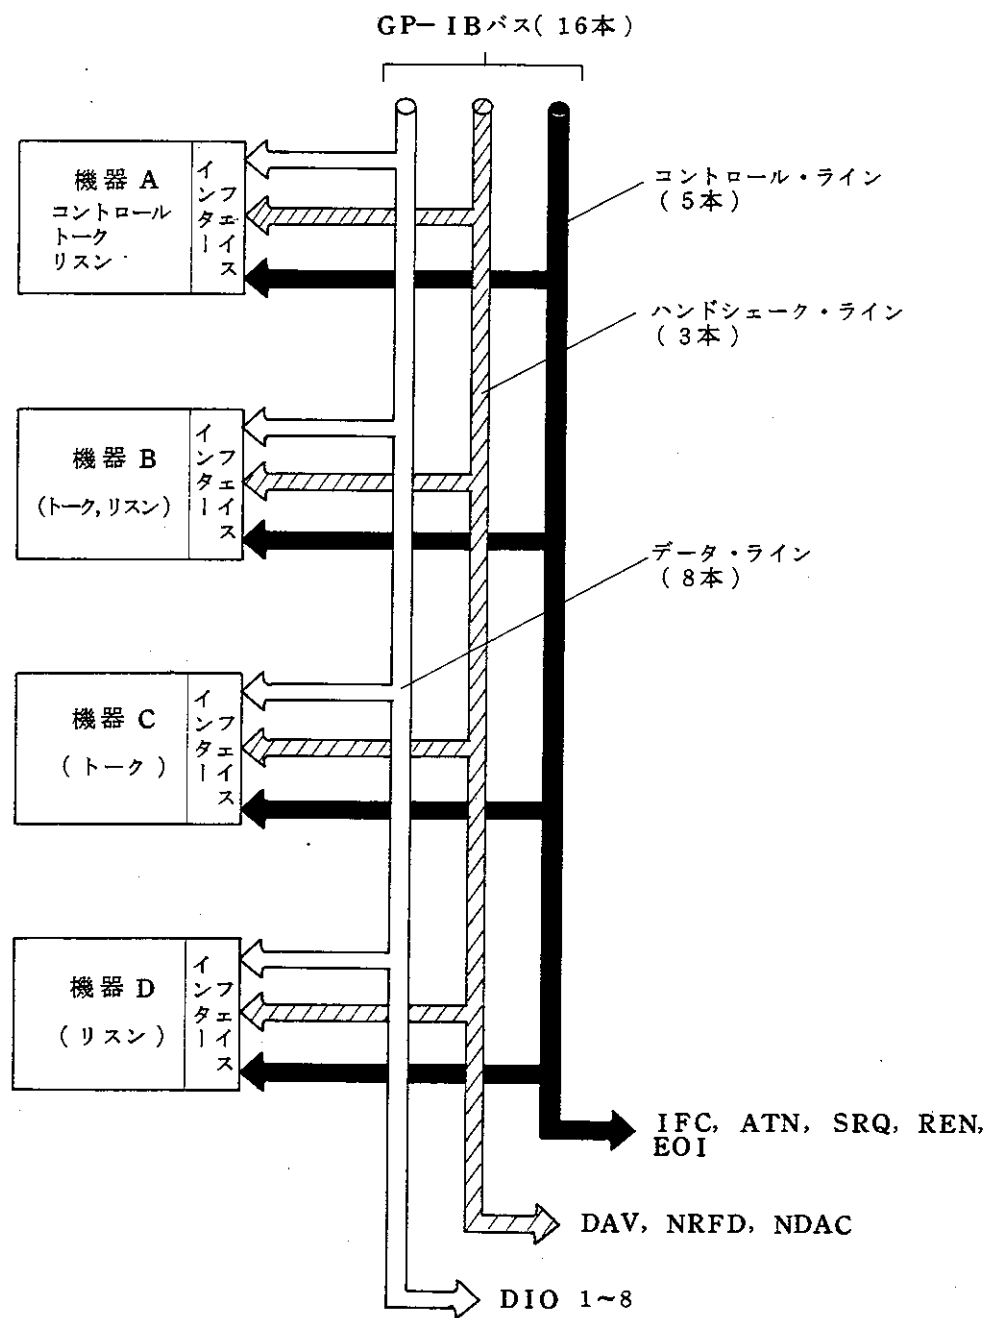 GP−IBバス( 16本 )
機器 A
コントロール
トーク
リスン
インターフェイス
コントロール・ライン
( 5本 )
ハンドシェーク・ライン
( 3本 )
機器 B
(トーク, リスン)
インターフェイス
データ・ライン
( 8本 )
機器 C
( トーク )
インターフェイス
機器 D
( リスン )
インターフェイス
IFC, ATN, SRQ, REN,
EOI
DAV, NRFD, NDAC
DIO 1~8